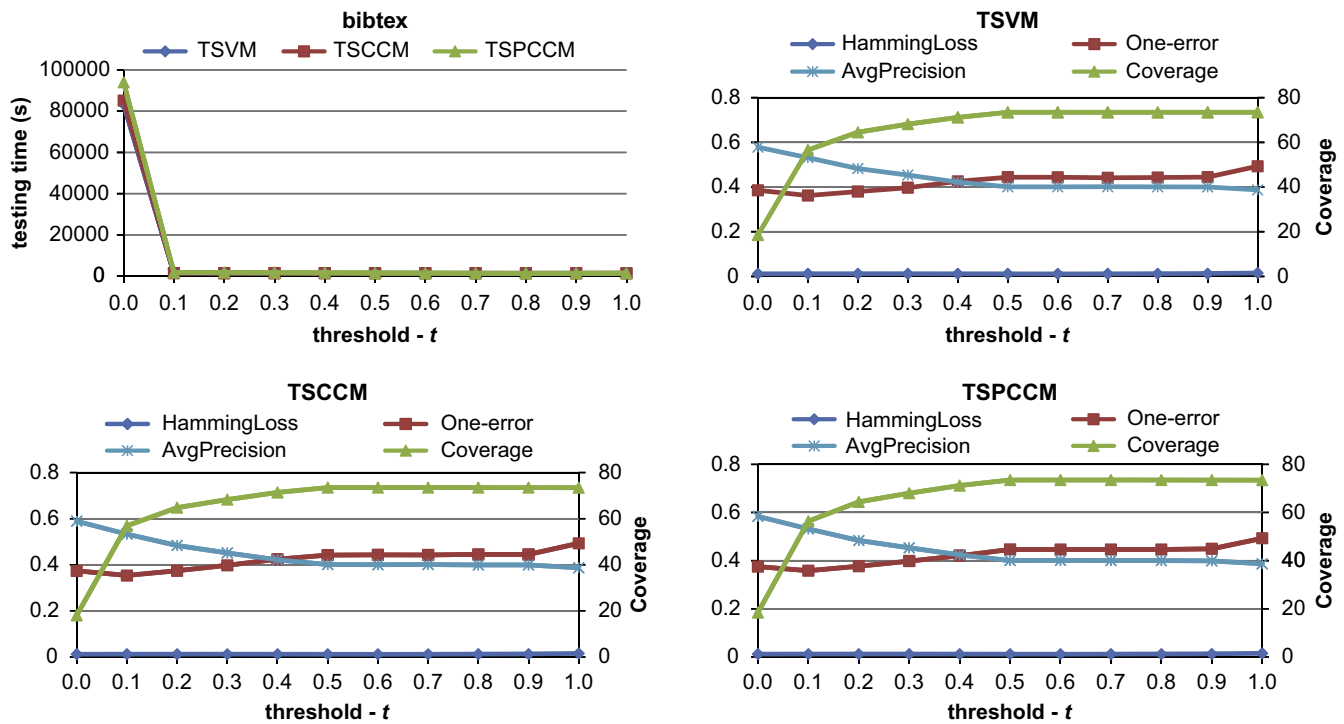 bibtex
TSVM TSCCM TSPCCM
100000
80000
60000
40000
20000
0
testing time (s)
0.0 0.1 0.2 0.3 0.4 0.5 0.6 0.7 0.8 0.9 1.0
threshold - t
TSVM
HammingLoss One-error
AvgPrecision Coverage
0.8 80
0.6 60
0.4 40
0.2 20
0 0
Coverage
0.0 0.1 0.2 0.3 0.4 0.5 0.6 0.7 0.8 0.9 1.0
threshold - t
TSCCM
HammingLoss One-error
AvgPrecision Coverage
0.8 80
0.6 60
0.4 40
0.2 20
0 0
Coverage
0.0 0.1 0.2 0.3 0.4 0.5 0.6 0.7 0.8 0.9 1.0
threshold - t
TSPCCM
HammingLoss One-error
AvgPrecision Coverage
0.8 80
0.6 60
0.4 40
0.2 20
0 0
Coverage
0.0 0.1 0.2 0.3 0.4 0.5 0.6 0.7 0.8 0.9 1.0
threshold - t